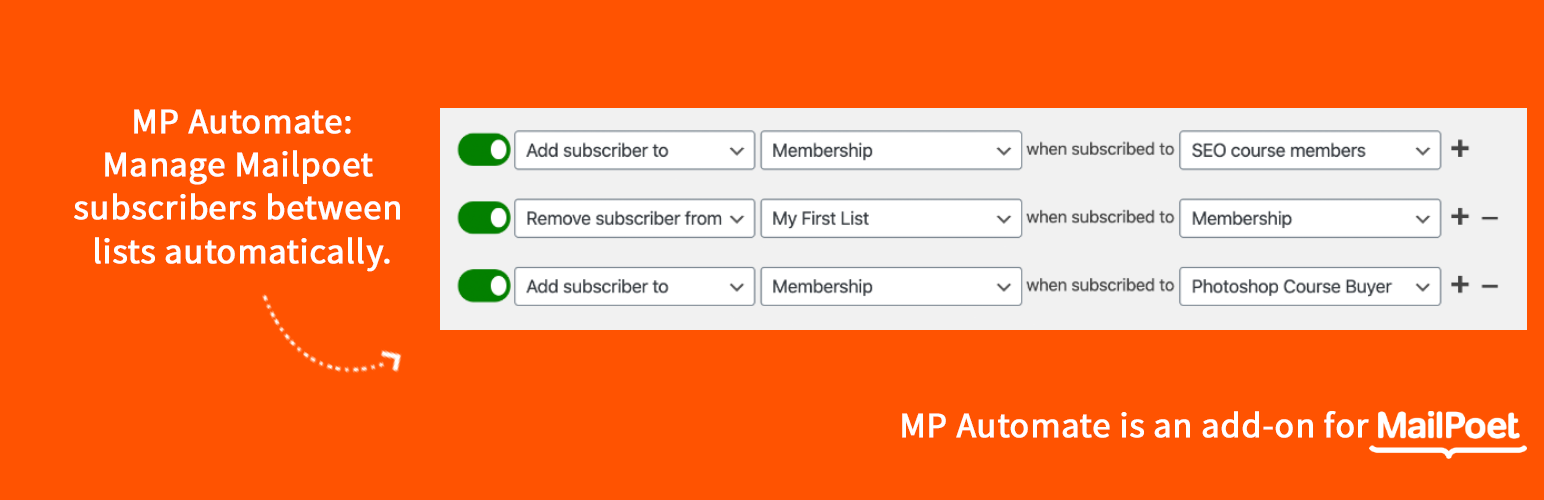 MP Automate:
Manage Mailpoet
subscribers between
lists automatically.
Add subscriber to Membership when subscribed to SEO course members +
Remove subscriber from My First List when subscribed to Membership + –
Add subscriber to Membership when subscribed to Photoshop Course Buyer + –
MP Automate is an add-on for MailPoet